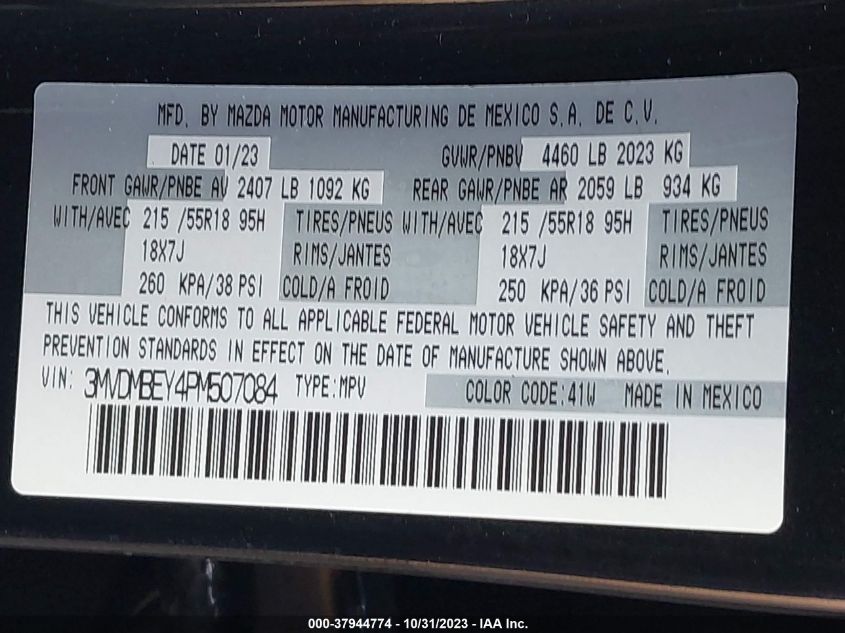 MFD. BY MAZDA MOTOR MANUFACTURING DE MEXICO S.A. DE C.V.
DATE 01/23 GVWR/PNBV 4460 LB 2023 KG
FRONT GAWR/PNBE AV 2407 LB 1092 KG REAR GAWR/PNBE AR 2059 LB 934 KG
WITH/AVEC 215 /55R18 95H TIRES/PNEUS WITH/AVEC 215 /55R18 95H TIRES/PNEUS
18X7J RIMS/JANTES 18X7J RIMS/JANTES
260 KPA/38 PSI COLD/A FROID 250 KPA/36 PSI COLD/A FROID
THIS VEHICLE CONFORMS TO ALL APPLICABLE FEDERAL MOTOR VEHICLE SAFETY AND THEFT
PREVENTION STANDARDS IN EFFECT ON THE DATE OF MANUFACTURE SHOWN ABOVE.
VIN: 3MVDMBEY4PM507084 TYPE:MPV COLOR CODE:41W MADE IN MEXICO
000-37944774 - 10/31/2023 - IAA Inc.